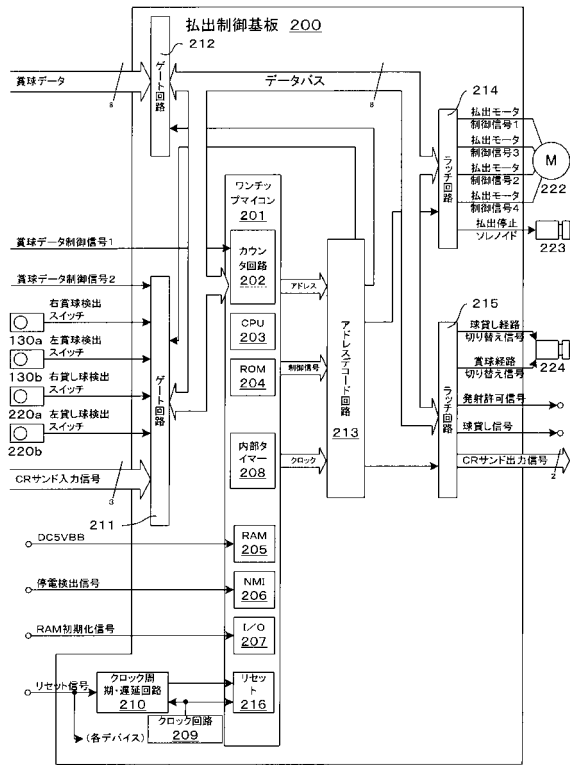 払出制御基板 200
212
ゲート回路
賞球データ
8
データバス
8
214
ラッチ回路
払出モータ
制御信号1
払出モータ
制御信号3
払出モータ
制御信号2
払出モータ
制御信号4
M
222
払出停止
ソレノイド
223
ワンチッ
プマイコン
201
賞球データ制御信号1
カウン
タ回路
202
アドレス
賞球データ制御信号2
右賞球検出
スイッチ
130a
左賞球検出
スイッチ
130b
右貸し球検出
スイッチ
220a
左貸し球検出
スイッチ
220b
ゲート回路
CPU
203
ROM
204
制御信号
アドレスデコード回路
213
内部タ
イマー
208
クロック
215
ラッチ回路
球貸し経路
切り替え信号
賞球経路
切り替え信号
224
発射許可信号
球貸し信号
CRサンド出力信号
2
CRサンド入力信号
3
211
DC5VBB
RAM
205
停電検出信号
NMI
206
RAM初期化信号
I/O
207
リセット信号
クロック周
期・遅延回路
210
リセッ
ト
216
クロック回路
209
(各デバイス)